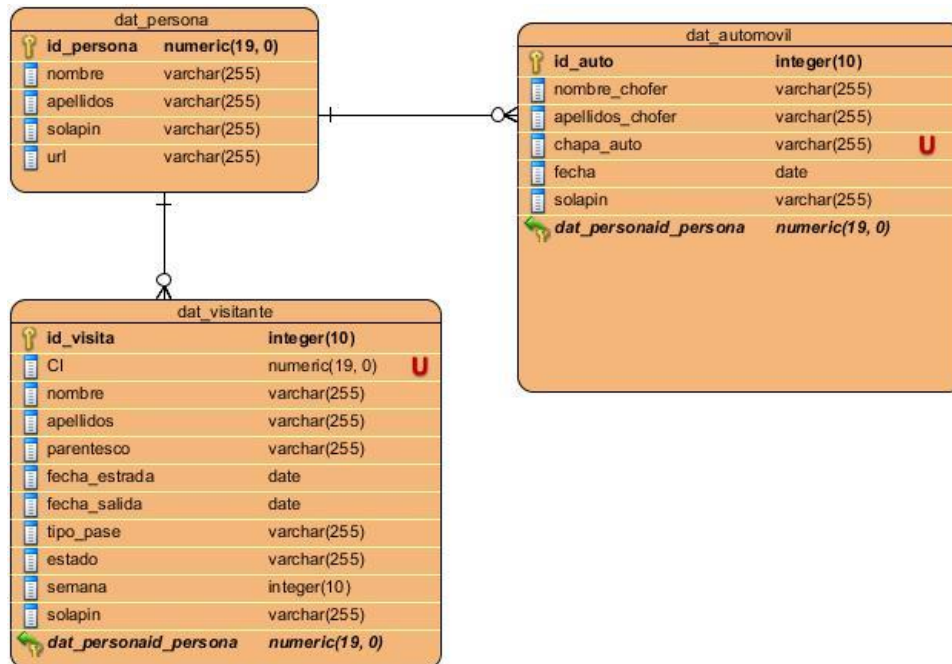 dat_persona
id_persona numeric(19, 0)
nombre varchar(255)
apellidos varchar(255)
solapin varchar(255)
url varchar(255)
dat_automovil
id_auto integer(10)
nombre_chofer varchar(255)
apellidos_chofer varchar(255)
chapa_auto varchar(255) U
fecha date
solapin varchar(255)
dat_personaid_persona numeric(19, 0)
dat_visitante
id_visita integer(10)
CI numeric(19, 0) U
nombre varchar(255)
apellidos varchar(255)
parentesco varchar(255)
fecha_estrada date
fecha_salida date
tipo_pase varchar(255)
estado varchar(255)
semana integer(10)
solapin varchar(255)
dat_personaid_persona numeric(19, 0)